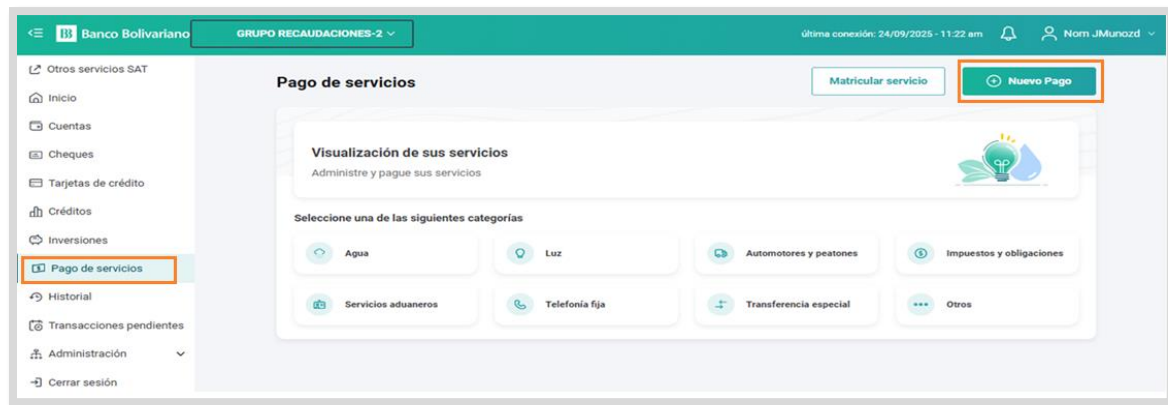 Banco Bolivariano
GRUPO RECAUDACIONES-2
última conexión: 24/09/2025 - 11:22 am
Nom JMunozd
Otros servicios SAT
Inicio
Cuentas
Cheques
Tarjetas de crédito
Créditos
Inversiones
Pago de servicios
Historial
Transacciones pendientes
Administración
Cerrar sesión
Pago de servicios
Matricular servicio
Nuevo Pago
Visualización de sus servicios
Administre y pague sus servicios
Seleccione una de las siguientes categorías
Agua
Luz
Automotores y peatones
Impuestos y obligaciones
Servicios aduaneros
Telefonía fija
Transferencia especial
Otros